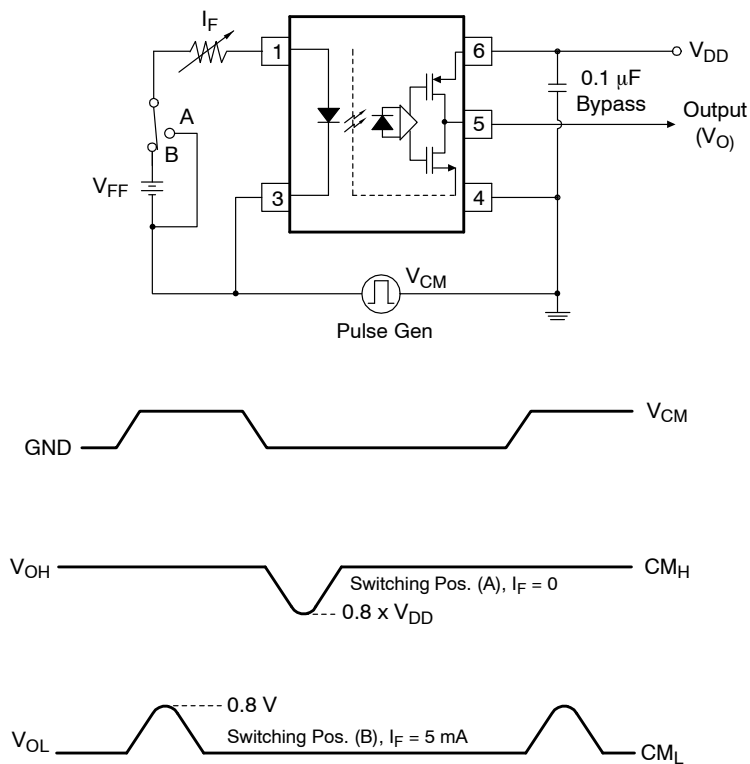 I_F
1
6
V_DD
0.1 μF
Bypass
A
B
5
Output
(V_O)
V_FF
3
4
V_CM
Pulse Gen
GND
V_CM
V_OH
CM_H
Switching Pos. (A), I_F = 0
0.8 x V_DD
0.8 V
V_OL
Switching Pos. (B), I_F = 5 mA
CM_L